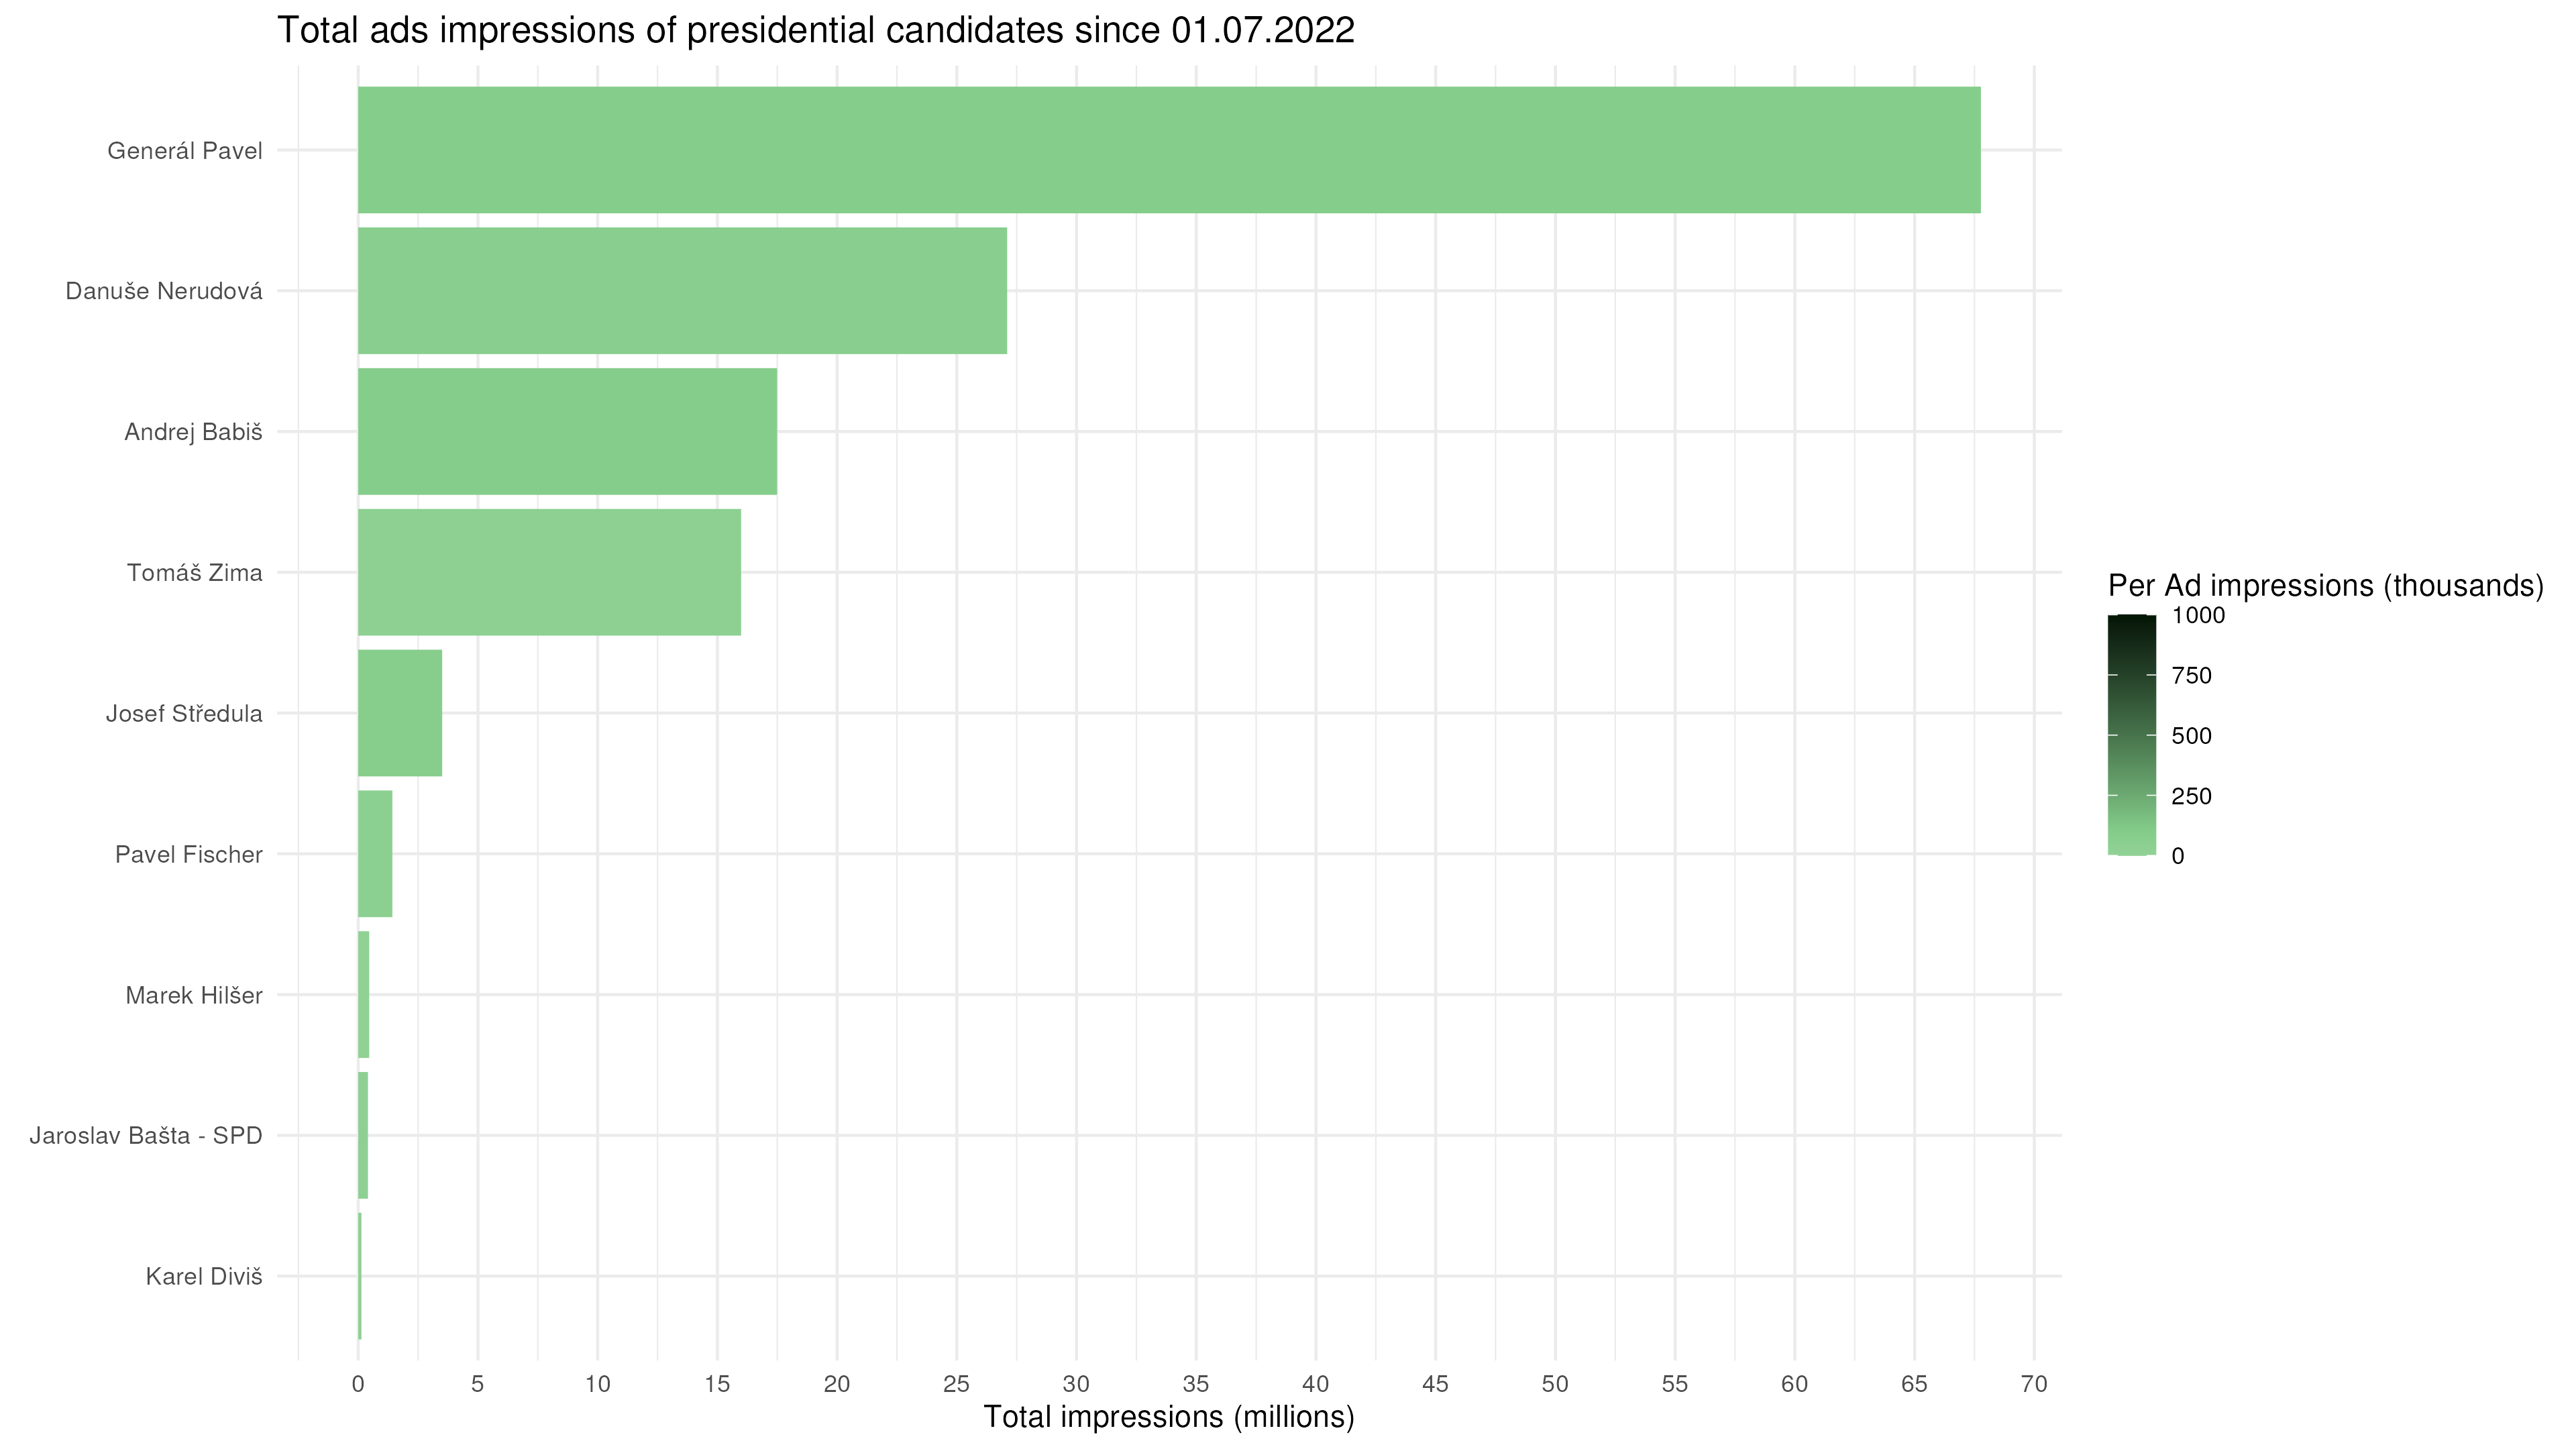 Total ads impressions of presidential candidates since 01.07.2022
Generál Pavel
Danuše Nerudová
Andrej Babiš
Tomáš Zima
Josef Středula
Pavel Fischer
Marek Hilšer
Jaroslav Bašta - SPD
Karel Diviš
0 5 10 15 20 25 30 35 40 45 50 55 60 65 70
Total impressions (millions)
Per Ad impressions (thousands)
1000
750
500
250
0